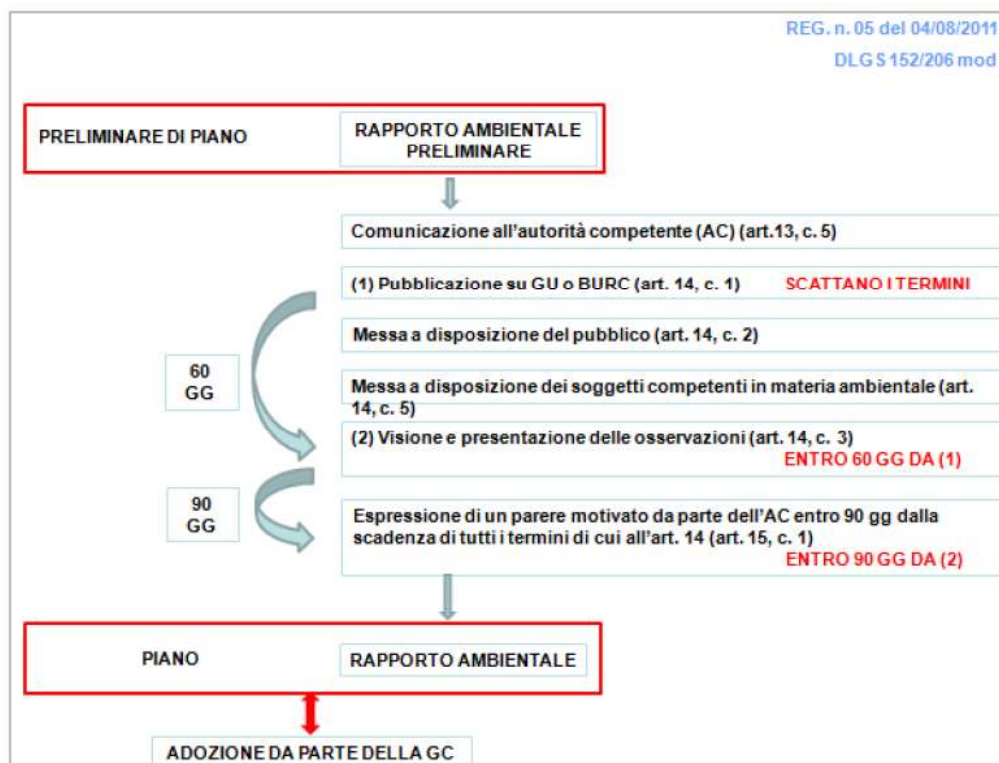 REG. n. 05 del 04/08/2011
DLGS 152/206 mod
PRELIMINARE DI PIANO
RAPPORTO AMBIENTALE
PRELIMINARE
Comunicazione all'autorità competente (AC) (art.13, c. 5)
(1) Pubblicazione su GU o BURC (art. 14, c. 1) SCATTANO I TERMINI
Messa a disposizione del pubblico (art. 14, c. 2)
60
GG
Messa a disposizione dei soggetti competenti in materia ambientale (art.
14, c. 5)
(2) Visione e presentazione delle osservazioni (art. 14, c. 3)
ENTRO 60 GG DA (1)
90
GG
Espressione di un parere motivato da parte dell'AC entro 90 gg dalla
scadenza di tutti i termini di cui all'art. 14 (art. 15, c. 1)
ENTRO 90 GG DA (2)
PIANO
RAPPORTO AMBIENTALE
ADOZIONE DA PARTE DELLA GC